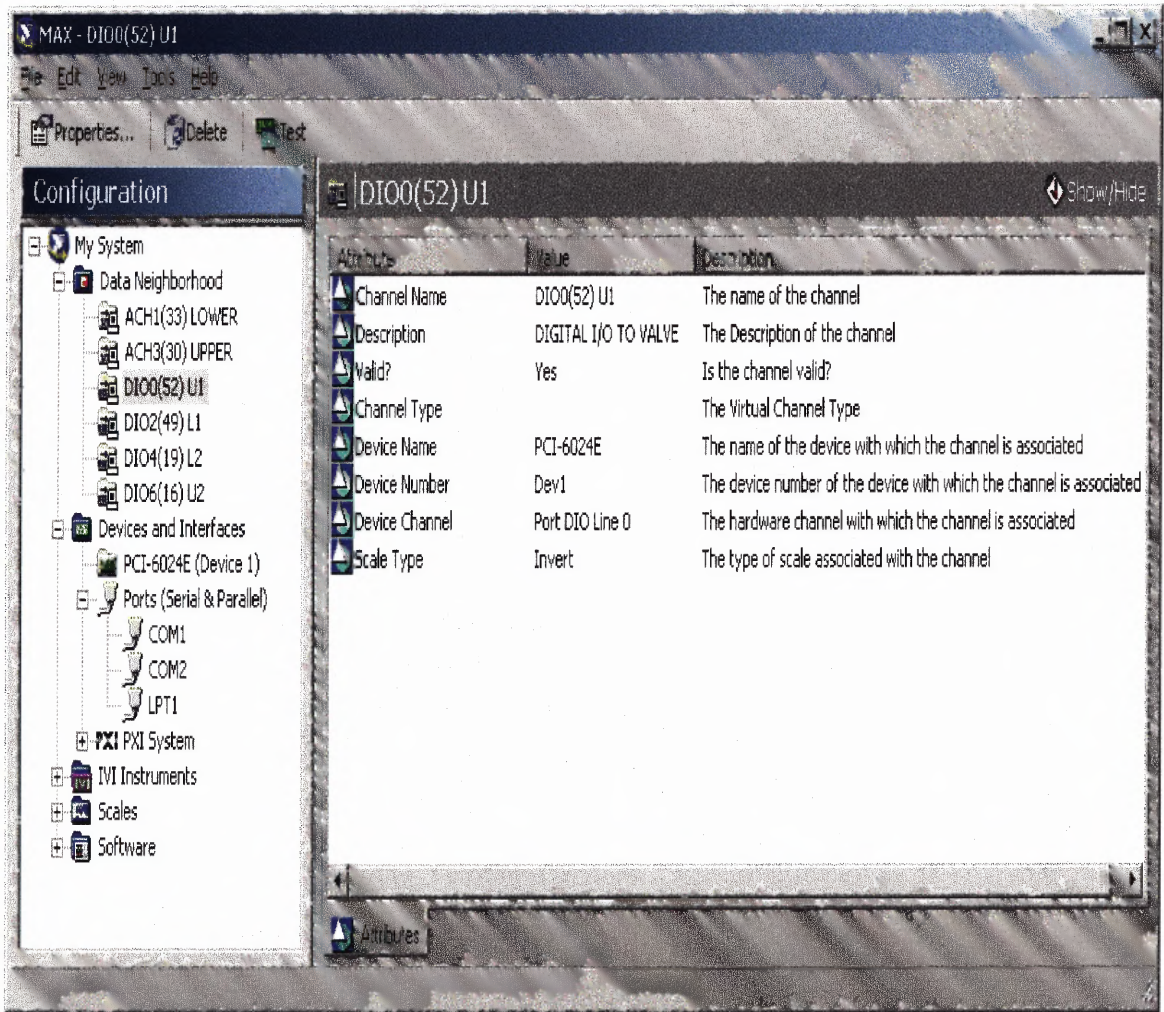 MAX - DIO0(52) U1
File Edit View Tools Help
Properties... Delete Test
Configuration
DIO0(52) U1
Show/Hide
My System
Data Neighborhood
ACH1(33) LOWER
ACH3(30) UPPER
DIO0(52) U1
DIO2(49) L1
DIO4(19) L2
DIO6(16) U2
Devices and Interfaces
PCI-6024E (Device 1)
Ports (Serial & Parallel)
COM1
COM2
LPT1
PXI PXI System
IVI IVI Instruments
Scales
Software
Attribute Value Description
Channel Name DIO0(52) U1 The name of the channel
Description DIGITAL I/O TO VALVE The Description of the channel
Valid? Yes Is the channel valid?
Channel Type The Virtual Channel Type
Device Name PCI-6024E The name of the device with which the channel is associated
Device Number Dev1 The device number of the device with which the channel is associated
Device Channel Port DIO Line 0 The hardware channel with which the channel is associated
Scale Type Invert The type of scale associated with the channel
Attributes